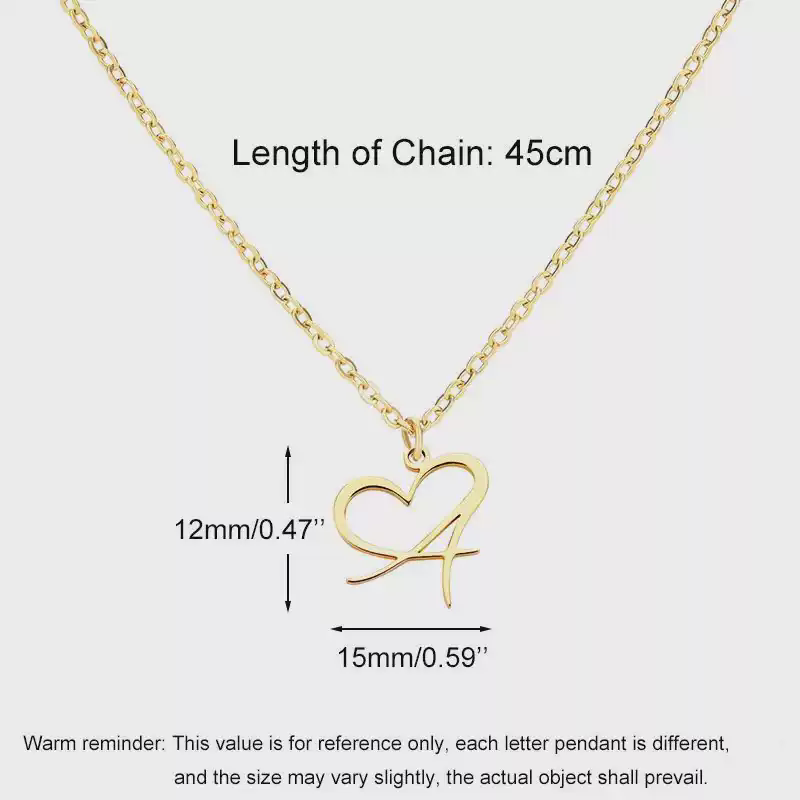 Length of Chain: 45cm
12mm/0.47’’
A
15mm/0.59’’
Warm reminder: This value is for reference only, each letter pendant is different,
and the size may vary slightly, the actual object shall prevail.